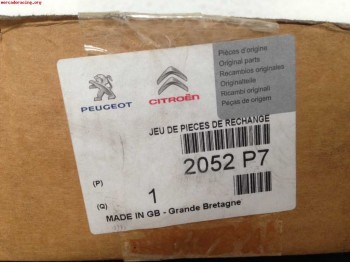 mercadoracing.org
PEUGEOT
CITROËN
Pièces d'origine
Original parts
Recambios originales
Originalteile
Ricambi originali
Peças de origem
JEU DE PIECES DE RECHANGE
2052 P7
(P)
(Q) 1
MADE IN GB - Grande Bretagne